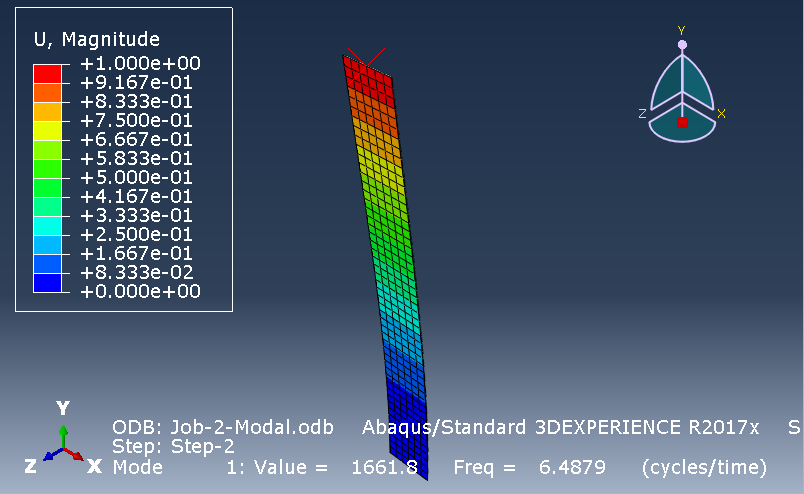 U, Magnitude
+1.000e+00
+9.167e-01
+8.333e-01
+7.500e-01
+6.667e-01
+5.833e-01
+5.000e-01
+4.167e-01
+3.333e-01
+2.500e-01
+1.667e-01
+8.333e-02
+0.000e+00
Y
Z
X
Y
Z
X
ODB: Job-2-Modal.odb Abaqus/Standard 3DEXPERIENCE R2017x S
Step: Step-2
Mode 1: Value = 1661.8 Freq = 6.4879 (cycles/time)